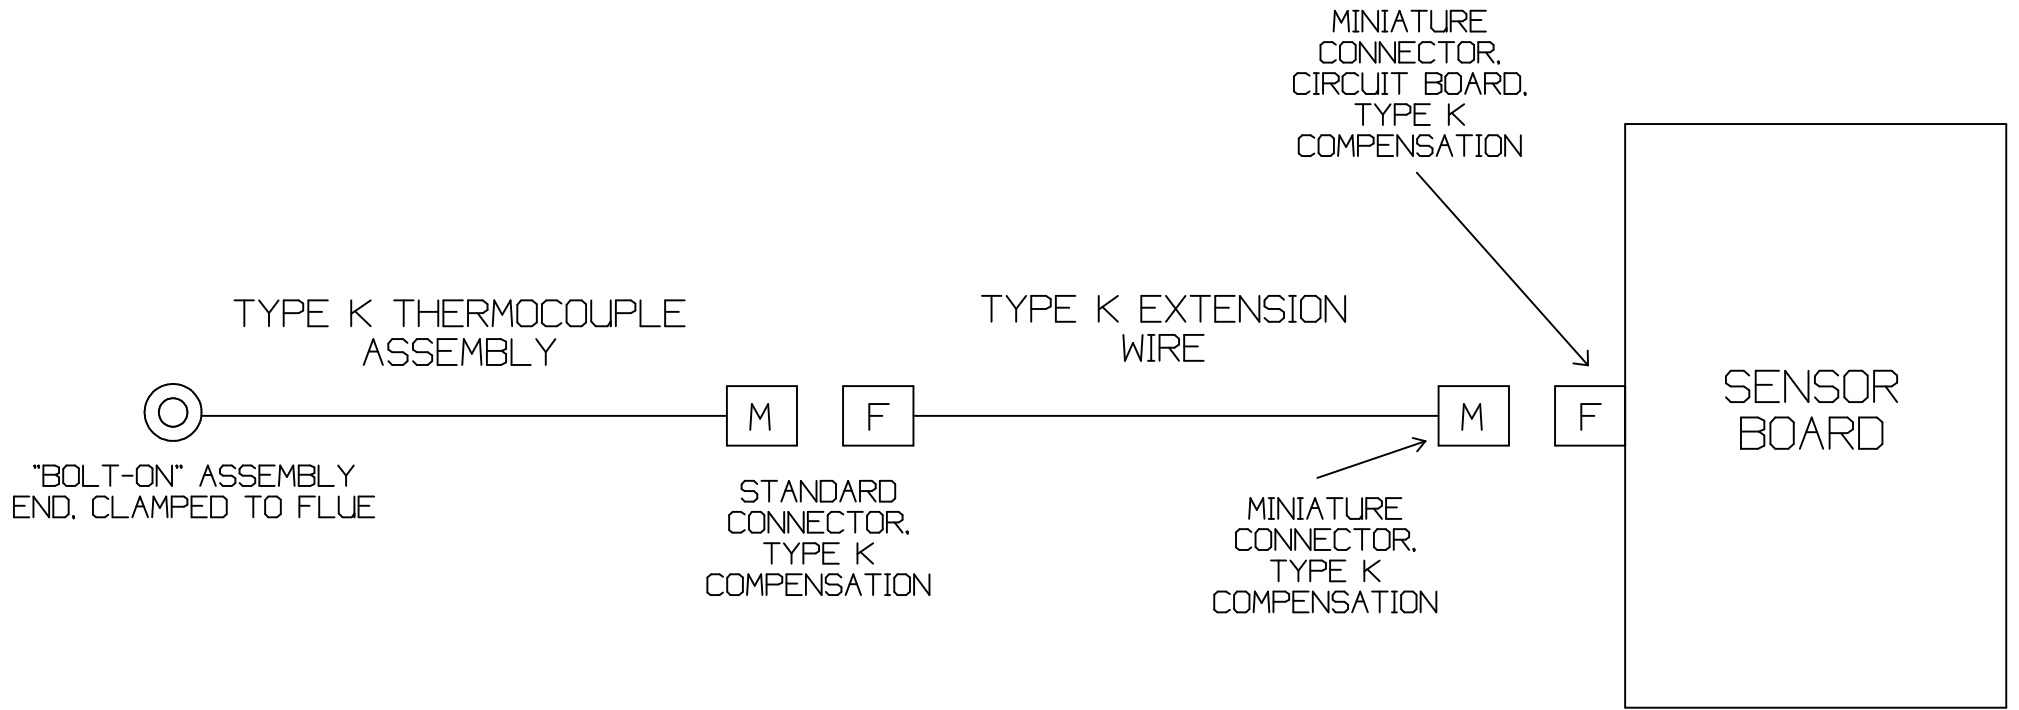 MINIATURE
CONNECTOR,
CIRCUIT BOARD,
TYPE K
COMPENSATION
TYPE K THERMOCOUPLE
ASSEMBLY
TYPE K EXTENSION
WIRE
M
F
M
F
SENSOR
BOARD
"BOLT-ON" ASSEMBLY
END, CLAMPED TO FLUE
STANDARD
CONNECTOR,
TYPE K
COMPENSATION
MINIATURE
CONNECTOR,
TYPE K
COMPENSATION